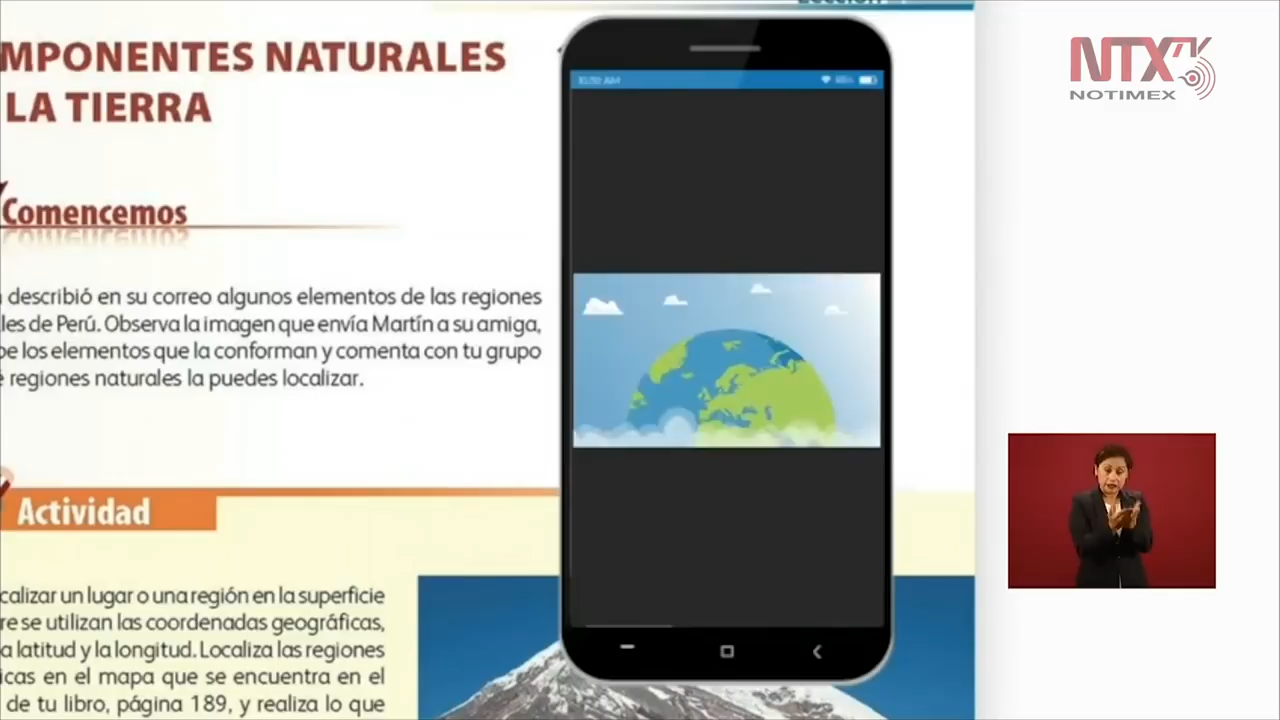 Lección
MPONENTES NATURALES
LA TIERRA
Comencemos
describió en su correo algunos elementos de las regiones
les de Perú. Observa la imagen que envía Martín a su amiga,
be los elementos que la conforman y comenta con tu grupo
é regiones naturales la puedes localizar.
Actividad
calizar un lugar o una región en la superficie
re se utilizan las coordenadas geográficas,
a latitud y la longitud. Localiza las regiones
icas en el mapa que se encuentra en el
de tu libro, página 189, y realiza lo que
NTX
NOTIMEX